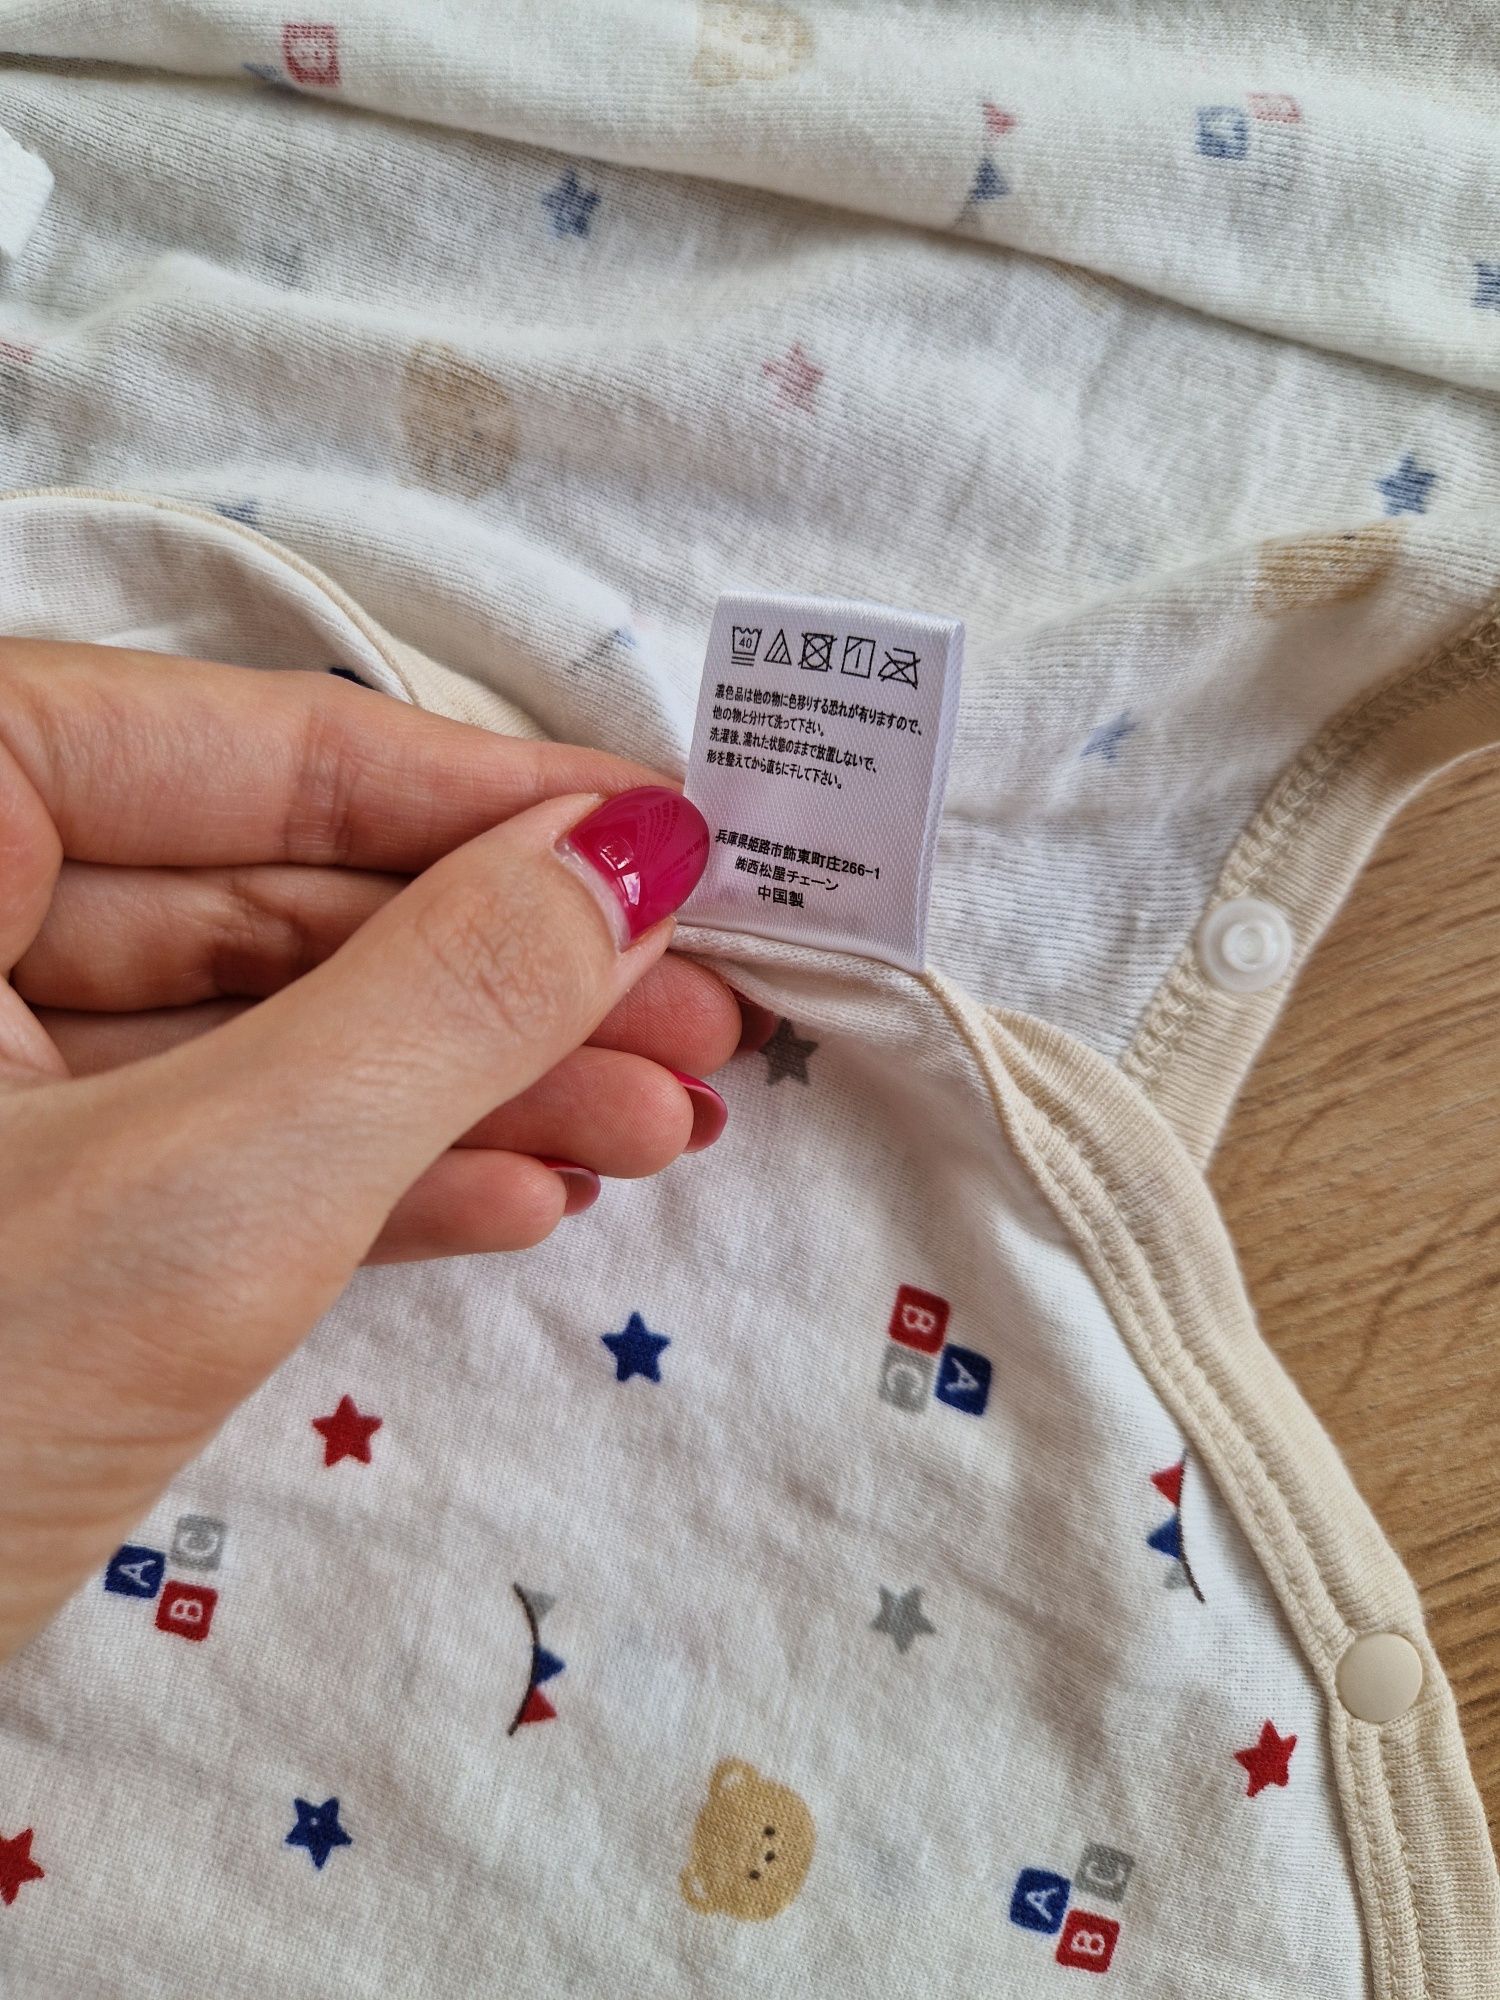 40
濃色品は他の物に色移りする恐れが有りますので、
他の物と分けて洗って下さい。
洗濯後、濡れた状態のままで放置しないで、
形を整えてから直ちに干して下さい。
兵庫県姫路市飾東町庄266-1
㈱西松屋チェーン
中国製
B
C A
A C
B
A C
B